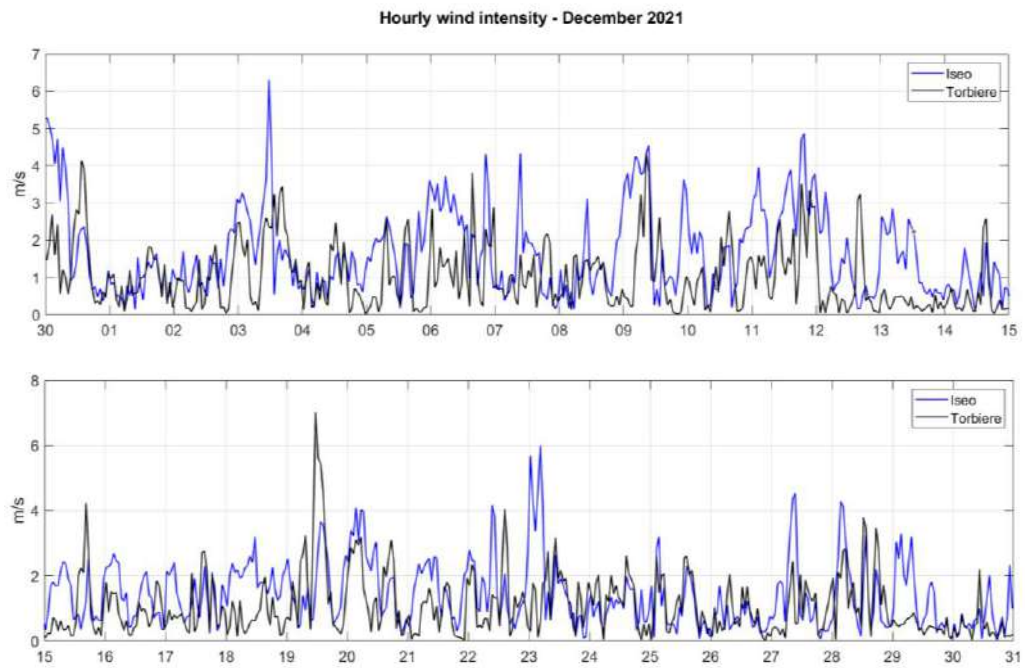 Hourly wind intensity - December 2021
7
6
5
4
3
2
1
0
m/s
Iseo
Torbiere
30 01 02 03 04 05 06 07 08 09 10 11 12 13 14 15
8
6
4
2
0
m/s
Iseo
Torbiere
15 16 17 18 19 20 21 22 23 24 25 26 27 28 29 30 31